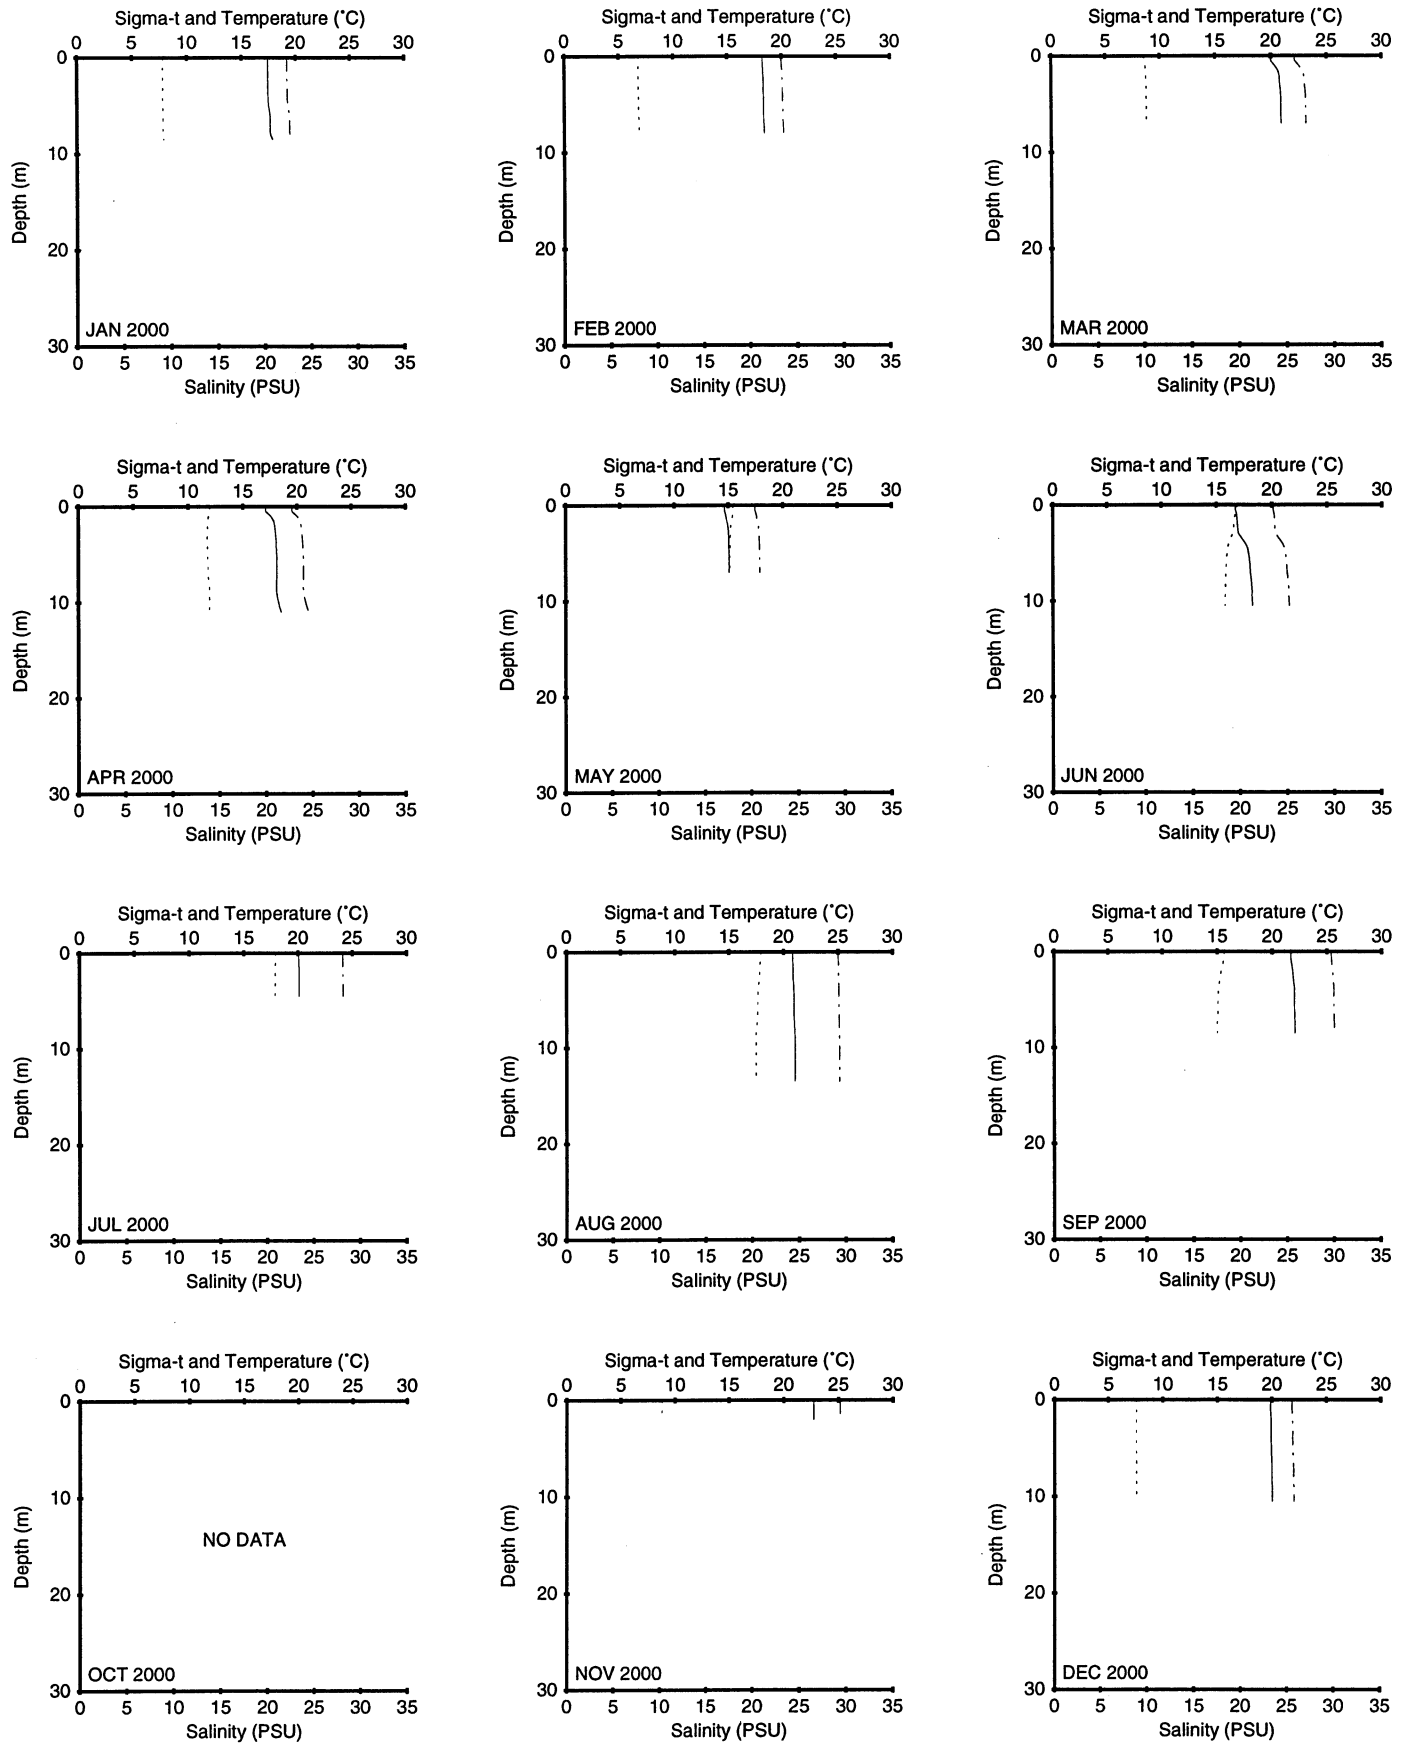 Sigma-t and Temperature (˚C)
0 5 10 15 20 25 30
0
10
20
30
Depth (m)
JAN 2000
0 5 10 15 20 25 30 35
Salinity (PSU)
Sigma-t and Temperature (˚C)
0 5 10 15 20 25 30
0
10
20
30
Depth (m)
FEB 2000
0 5 10 15 20 25 30 35
Salinity (PSU)
Sigma-t and Temperature (˚C)
0 5 10 15 20 25 30
0
10
20
30
Depth (m)
MAR 2000
0 5 10 15 20 25 30 35
Salinity (PSU)
Sigma-t and Temperature (˚C)
0 5 10 15 20 25 30
0
10
20
30
Depth (m)
APR 2000
0 5 10 15 20 25 30 35
Salinity (PSU)
Sigma-t and Temperature (˚C)
0 5 10 15 20 25 30
0
10
20
30
Depth (m)
MAY 2000
0 5 10 15 20 25 30 35
Salinity (PSU)
Sigma-t and Temperature (˚C)
0 5 10 15 20 25 30
0
10
20
30
Depth (m)
JUN 2000
0 5 10 15 20 25 30 35
Salinity (PSU)
Sigma-t and Temperature (˚C)
0 5 10 15 20 25 30
0
10
20
30
Depth (m)
JUL 2000
0 5 10 15 20 25 30 35
Salinity (PSU)
Sigma-t and Temperature (˚C)
0 5 10 15 20 25 30
0
10
20
30
Depth (m)
AUG 2000
0 5 10 15 20 25 30 35
Salinity (PSU)
Sigma-t and Temperature (˚C)
0 5 10 15 20 25 30
0
10
20
30
Depth (m)
SEP 2000
0 5 10 15 20 25 30 35
Salinity (PSU)
Sigma-t and Temperature (˚C)
0 5 10 15 20 25 30
0
10
20
30
Depth (m)
NO DATA
OCT 2000
0 5 10 15 20 25 30 35
Salinity (PSU)
Sigma-t and Temperature (˚C)
0 5 10 15 20 25 30
0
10
20
30
Depth (m)
NOV 2000
0 5 10 15 20 25 30 35
Salinity (PSU)
Sigma-t and Temperature (˚C)
0 5 10 15 20 25 30
0
10
20
30
Depth (m)
DEC 2000
0 5 10 15 20 25 30 35
Salinity (PSU)